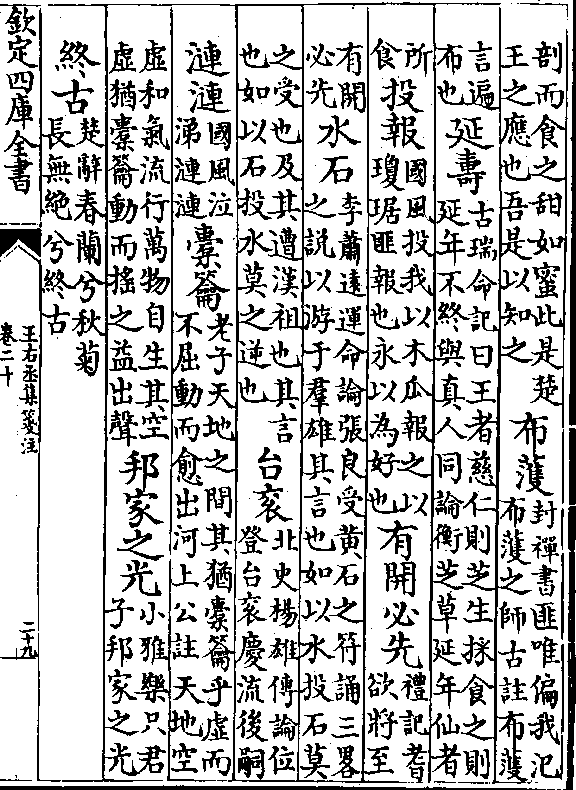 剖而食之甜如蜜此是楚王之應也吾是以知之布濩封禪書匪唯偏我氾布濩之師古註布濩
言遍布也延壽古瑞命記曰王者慈仁則芝生採食之則延年不終與真人同論衡芝草延年仙者
所食投報國風投我以木瓜報之以瓊琚匪報也永以為好也有開必先禮記耆欲將至
有開必先水石李蕭遠運命論張良受黄石之符誦三畧之說以游于羣雄其言也如以水投石莫
之受也及其遭漢祖也其言也如以石投水莫之逆也台衮北史楊雄傳論位登台衮慶流後嗣
漣漣國風泣涕漣漣橐籥老子天地之間其猶橐籥乎虛而不屈動而愈出河上公註天地空
虛和氣流行萬物自生其空虛猶橐籥動而搖之益出聲邦家之光小雅樂只君子邦家之光
終古楚辭春蘭兮秋菊長無絕兮終古
欽定四庫全書
王右丞集箋注
卷二十
二十九